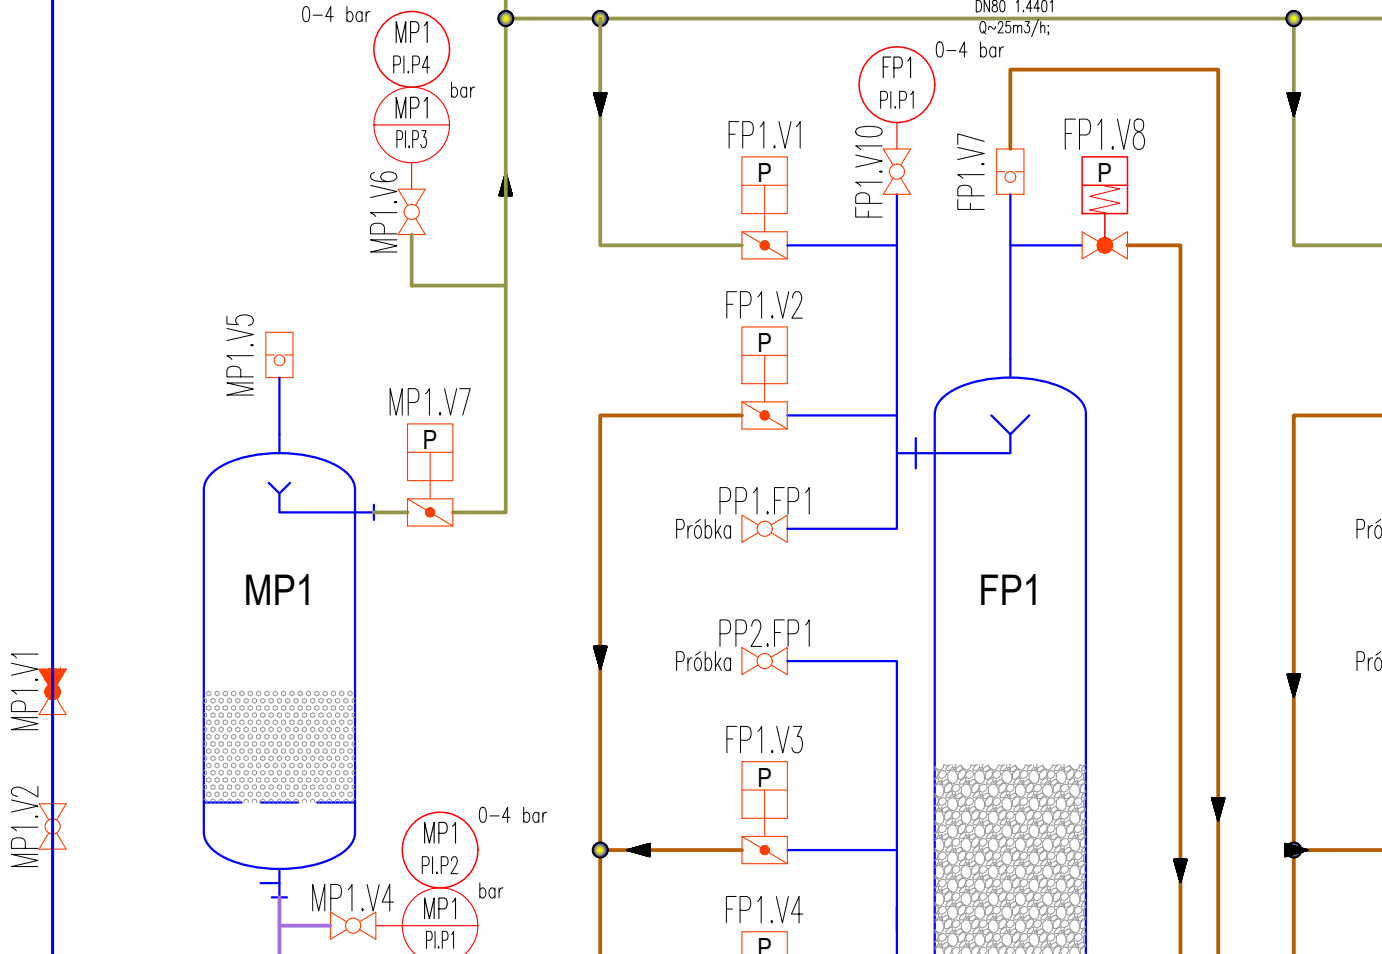 DN80 1.4401
Q~25m3/h;
0-4 bar
MP1
PI.P4
bar
MP1
PI.P3
MP1.V6
0-4 bar
FP1
PI.P1
FP1.V10
FP1.V1
P
FP1.V7
FP1.V8
P
FP1.V2
P
MP1.V5
MP1.V7
P
PP1.FP1
Próbka
Pró
MP1
FP1
PP2.FP1
Próbka
Pró
MP1.V1
FP1.V3
P
MP1.V2
0-4 bar
MP1
PI.P2
bar
MP1.V4
MP1
PI.P1
FP1.V4
P